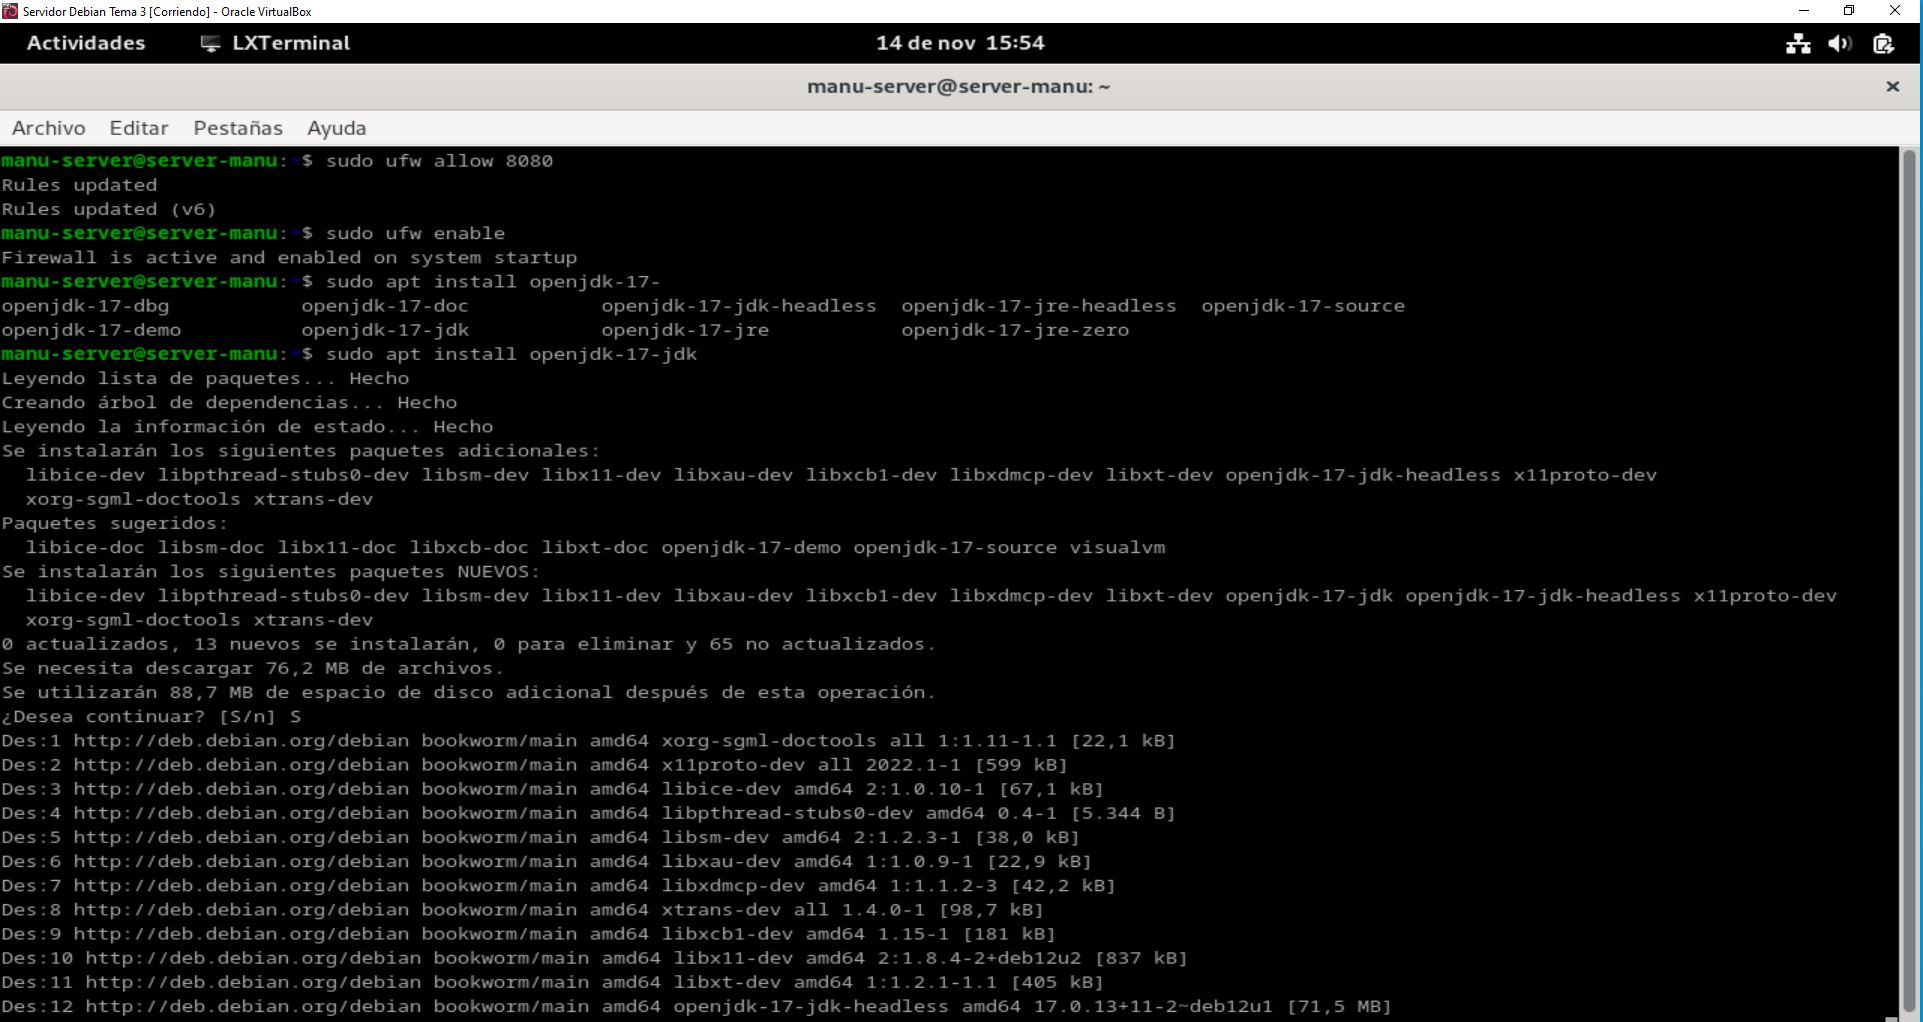 Servidor Debian Tema 3 [Corriendo] - Oracle VirtualBox
Actividades LXTerminal 14 de nov 15:54
manu-server@server-manu: ~
Archivo Editar Pestañas Ayuda
manu-server@server-manu:~$ sudo ufw allow 8080
Rules updated
Rules updated (v6)
manu-server@server-manu:~$ sudo ufw enable
Firewall is active and enabled on system startup
manu-server@server-manu:~$ sudo apt install openjdk-17-
openjdk-17-dbg openjdk-17-doc openjdk-17-jdk-headless openjdk-17-jre-headless openjdk-17-source
openjdk-17-demo openjdk-17-jdk openjdk-17-jre openjdk-17-jre-zero
manu-server@server-manu:~$ sudo apt install openjdk-17-jdk
Leyendo lista de paquetes... Hecho
Creando árbol de dependencias... Hecho
Leyendo la información de estado... Hecho
Se instalarán los siguientes paquetes adicionales:
libice-dev libpthread-stubs0-dev libsm-dev libx11-dev libxau-dev libxcb1-dev libxdmcp-dev libxt-dev openjdk-17-jdk-headless x11proto-dev
xorg-sgml-doctools xtrans-dev
Paquetes sugeridos:
libice-doc libsm-doc libx11-doc libxcb-doc libxt-doc openjdk-17-demo openjdk-17-source visualvm
Se instalarán los siguientes paquetes NUEVOS:
libice-dev libpthread-stubs0-dev libsm-dev libx11-dev libxau-dev libxcb1-dev libxdmcp-dev libxt-dev openjdk-17-jdk openjdk-17-jdk-headless x11proto-dev
xorg-sgml-doctools xtrans-dev
0 actualizados, 13 nuevos se instalarán, 0 para eliminar y 65 no actualizados.
Se necesita descargar 76,2 MB de archivos.
Se utilizarán 88,7 MB de espacio de disco adicional después de esta operación.
¿Desea continuar? [S/n] S
Des:1 http://deb.debian.org/debian bookworm/main amd64 xorg-sgml-doctools all 1:1.11-1.1 [22,1 kB]
Des:2 http://deb.debian.org/debian bookworm/main amd64 x11proto-dev all 2022.1-1 [599 kB]
Des:3 http://deb.debian.org/debian bookworm/main amd64 libice-dev amd64 2:1.0.10-1 [67,1 kB]
Des:4 http://deb.debian.org/debian bookworm/main amd64 libpthread-stubs0-dev amd64 0.4-1 [5.344 B]
Des:5 http://deb.debian.org/debian bookworm/main amd64 libsm-dev amd64 2:1.2.3-1 [38,0 kB]
Des:6 http://deb.debian.org/debian bookworm/main amd64 libxau-dev amd64 1:1.0.9-1 [22,9 kB]
Des:7 http://deb.debian.org/debian bookworm/main amd64 libxdmcp-dev amd64 1:1.1.2-3 [42,2 kB]
Des:8 http://deb.debian.org/debian bookworm/main amd64 xtrans-dev all 1.4.0-1 [98,7 kB]
Des:9 http://deb.debian.org/debian bookworm/main amd64 libxcb1-dev amd64 1.15-1 [181 kB]
Des:10 http://deb.debian.org/debian bookworm/main amd64 libx11-dev amd64 2:1.8.4-2+deb12u2 [837 kB]
Des:11 http://deb.debian.org/debian bookworm/main amd64 libxt-dev amd64 1:1.2.1-1.1 [405 kB]
Des:12 http://deb.debian.org/debian bookworm/main amd64 openjdk-17-jdk-headless amd64 17.0.13+11-2~deb12u1 [71,5 MB]